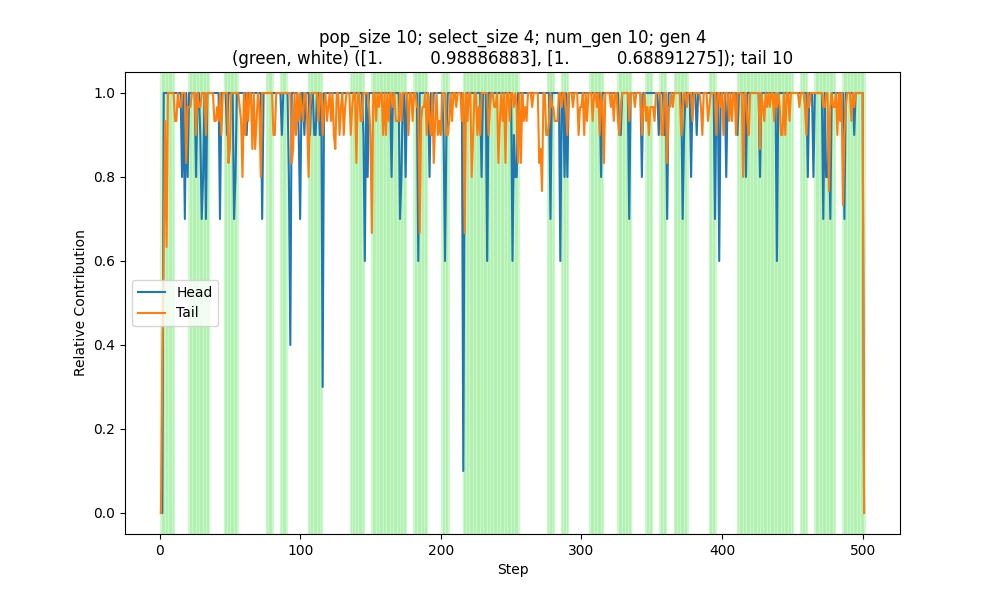 pop_size 10; select_size 4; num_gen 10; gen 4
(green, white) ([1.          0.98886883], [1.          0.68891275]); tail 10
1.0
0.8
0.6
0.4
0.2
0.0
Relative Contribution
Head
Tail
0
100
200
300
400
500
Step